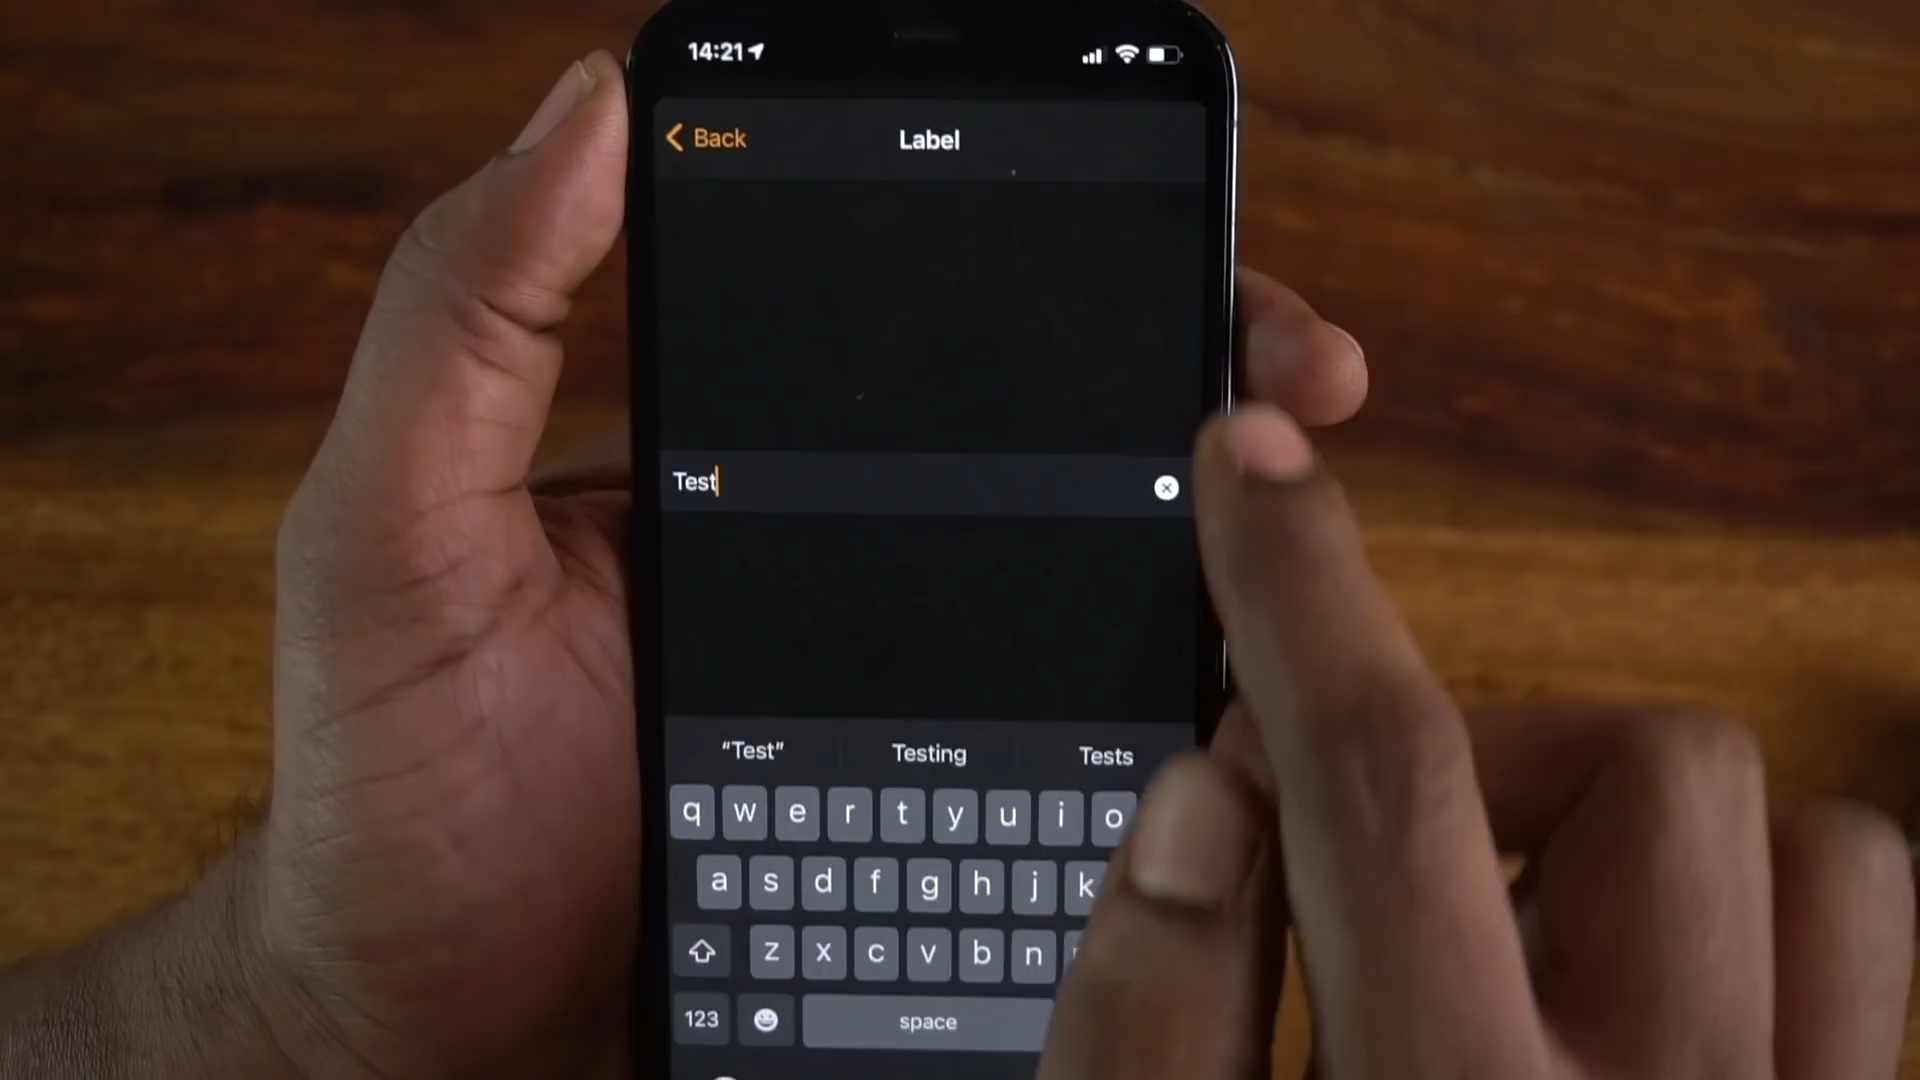 14:21
Back
Label
Test
“Test”
Testing
Tests
q w e r t y u i o
a s d f g h j k
z x c v b n
123
space